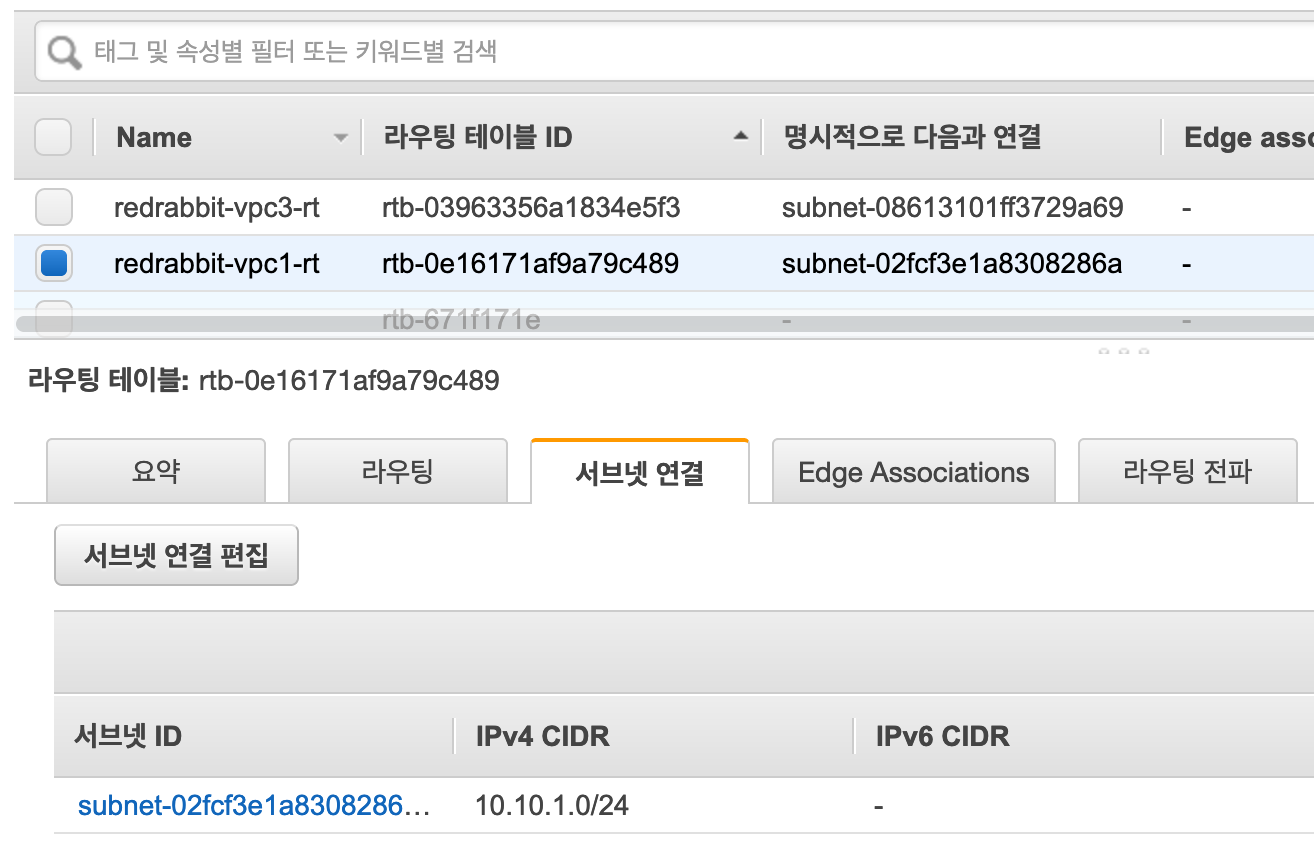 태그 및 속성별 필터 또는 키워드별 검색
Name 라우팅 테이블 ID 명시적으로 다음과 연결 Edge asso
redrabbit-vpc3-rt rtb-03963356a1834e5f3 subnet-08613101ff3729a69 -
redrabbit-vpc1-rt rtb-0e16171af9a79c489 subnet-02fcf3e1a8308286a -
rtb-671f171e - -
라우팅 테이블: rtb-0e16171af9a79c489
요약 라우팅 서브넷 연결 Edge Associations 라우팅 전파
서브넷 연결 편집
서브넷 ID IPv4 CIDR IPv6 CIDR
subnet-02fcf3e1a8308286… 10.10.1.0/24 -